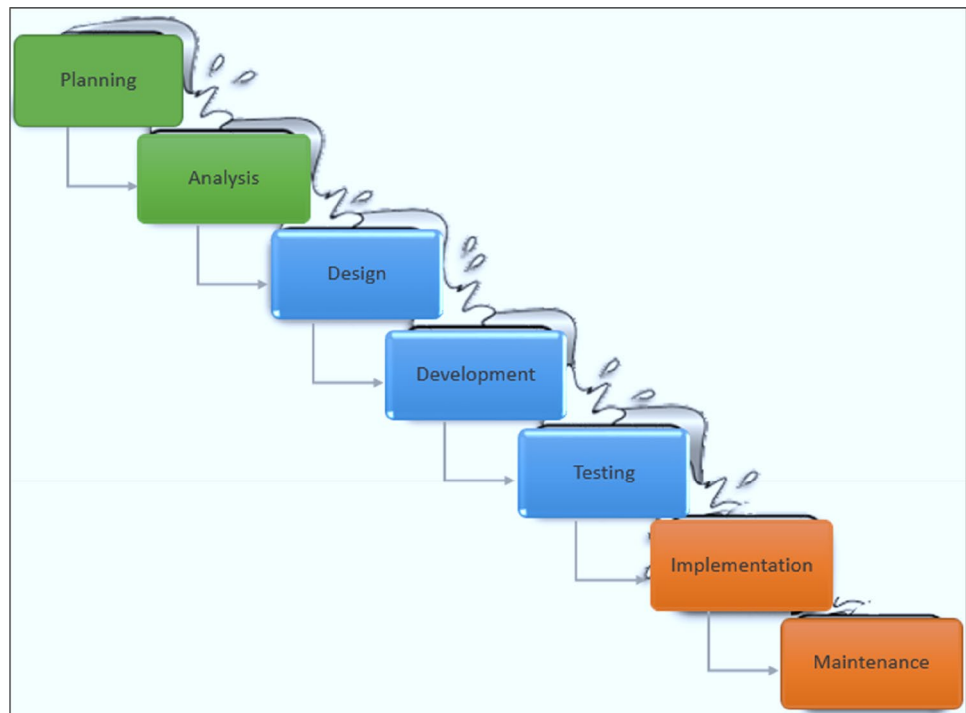 Planning
Analysis
Design
Development
Testing
Implementation
Maintenance